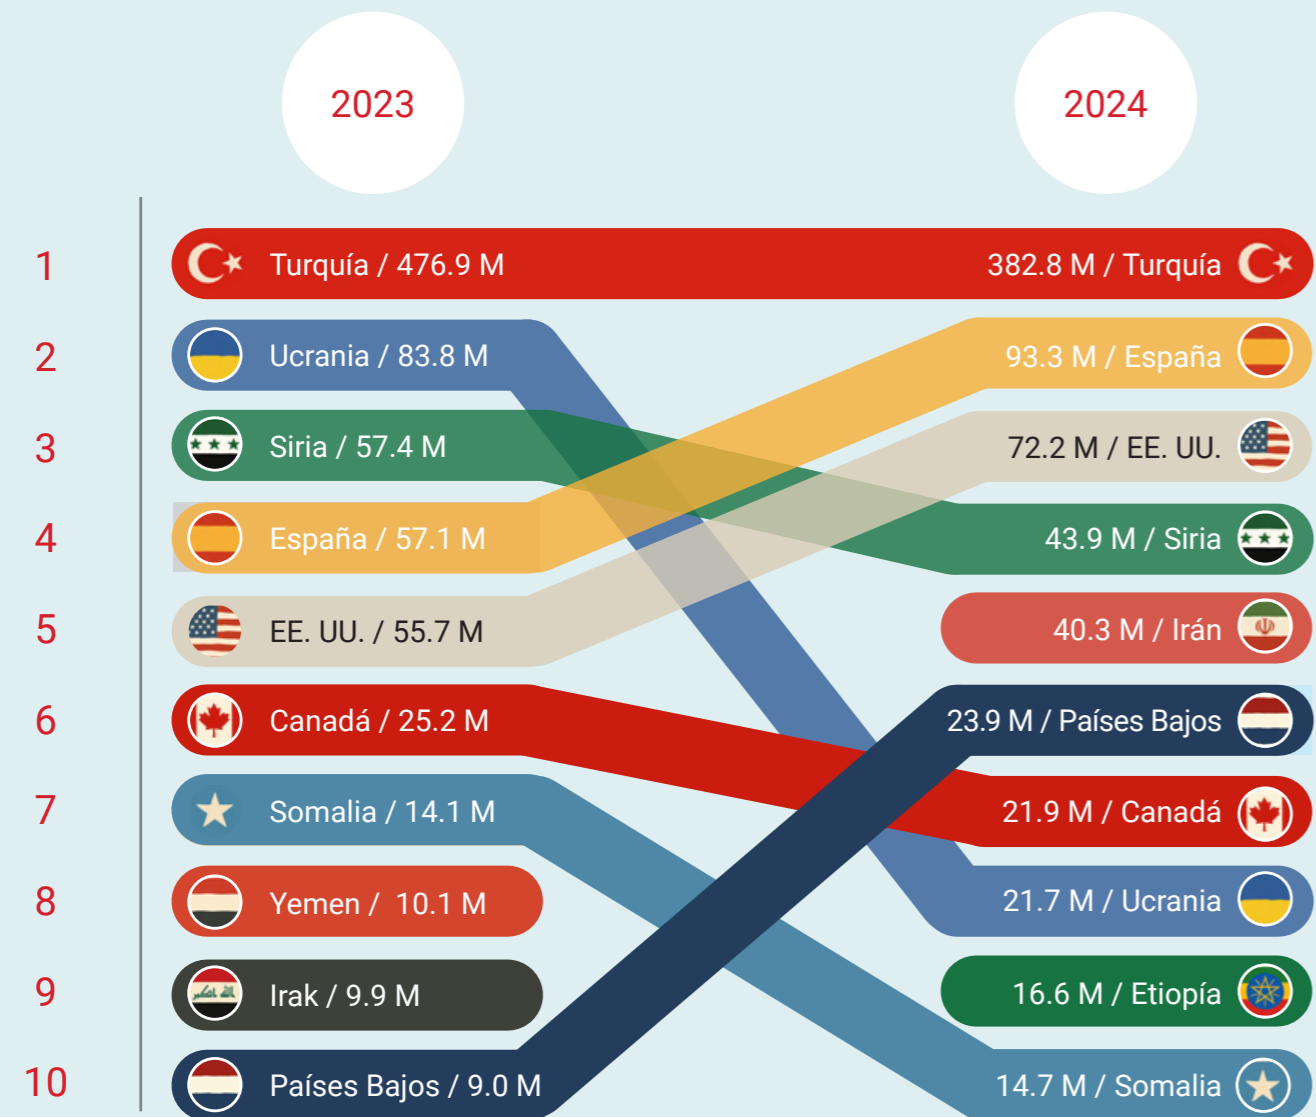 2023
2024
1
Turquía / 476.9 M
382.8 M / Turquía
2
Ucrania / 83.8 M
93.3 M / España
3
Siria / 57.4 M
72.2 M / EE. UU.
4
España / 57.1 M
43.9 M / Siria
5
EE. UU. / 55.7 M
40.3 M / Irán
6
Canadá / 25.2 M
23.9 M / Países Bajos
7
Somalia / 14.1 M
21.9 M / Canadá
8
Yemen / 10.1 M
21.7 M / Ucrania
9
Irak / 9.9 M
16.6 M / Etiopía
10
Países Bajos / 9.0 M
14.7 M / Somalia